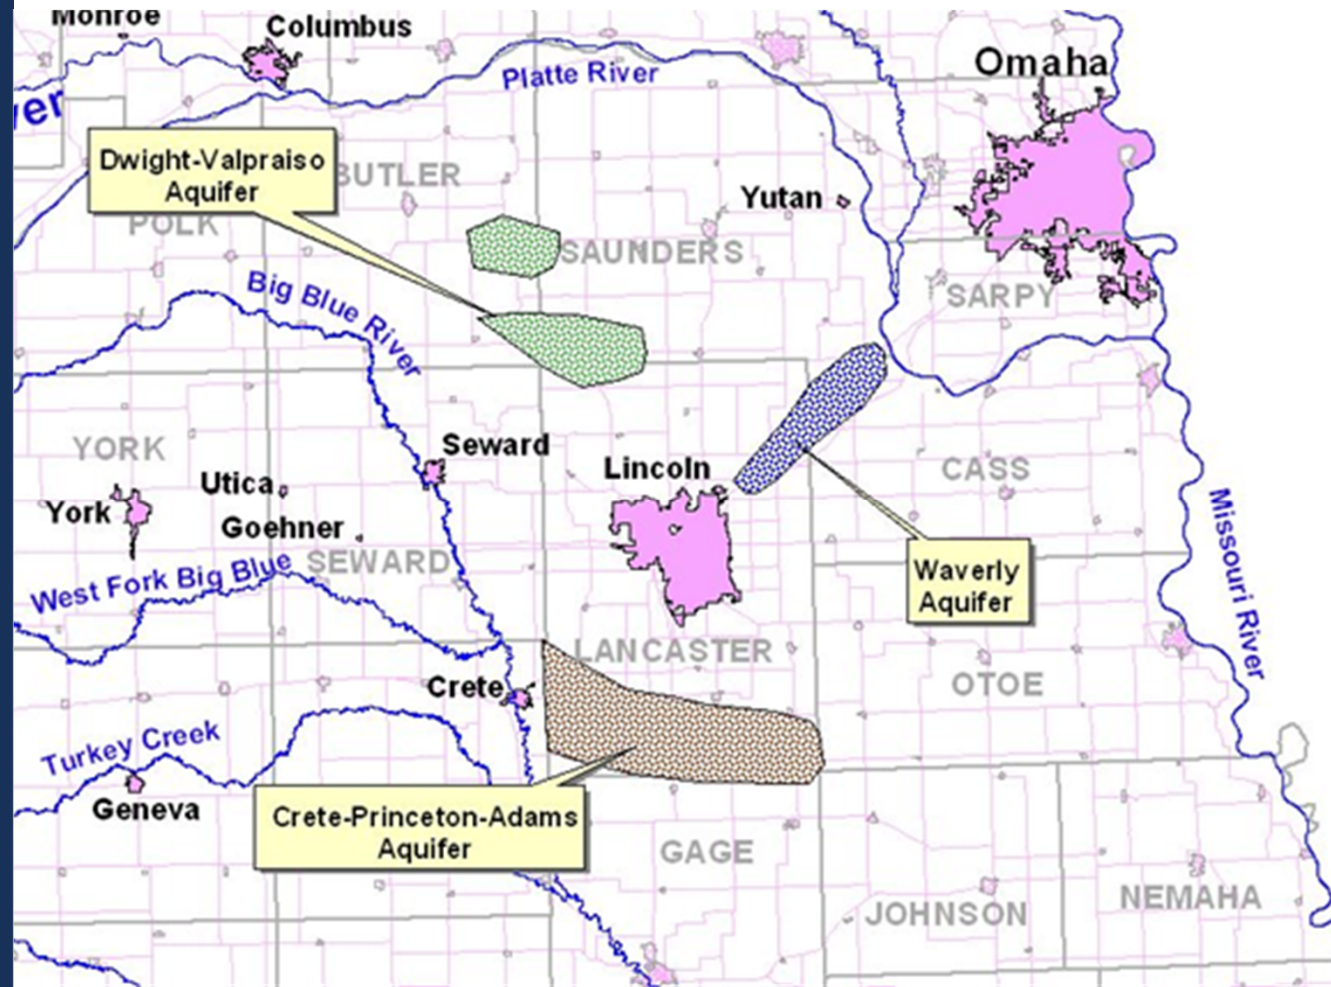 Monroe
Columbus
Omaha
Platte River
ver
Dwight-Valpraiso
Aquifer
BUTLER
Yutan
POLK
SAUNDERS
Big Blue River
SARPY
YORK
Seward
Lincoln
CASS
Utica
York
Goehner
Missouri River
SEWARD
West Fork Big Blue
Waverly
Aquifer
LANCASTER
Crete
OTOE
Turkey Creek
Geneva
Crete-Princeton-Adams
Aquifer
GAGE
NEMAHA
JOHNSON